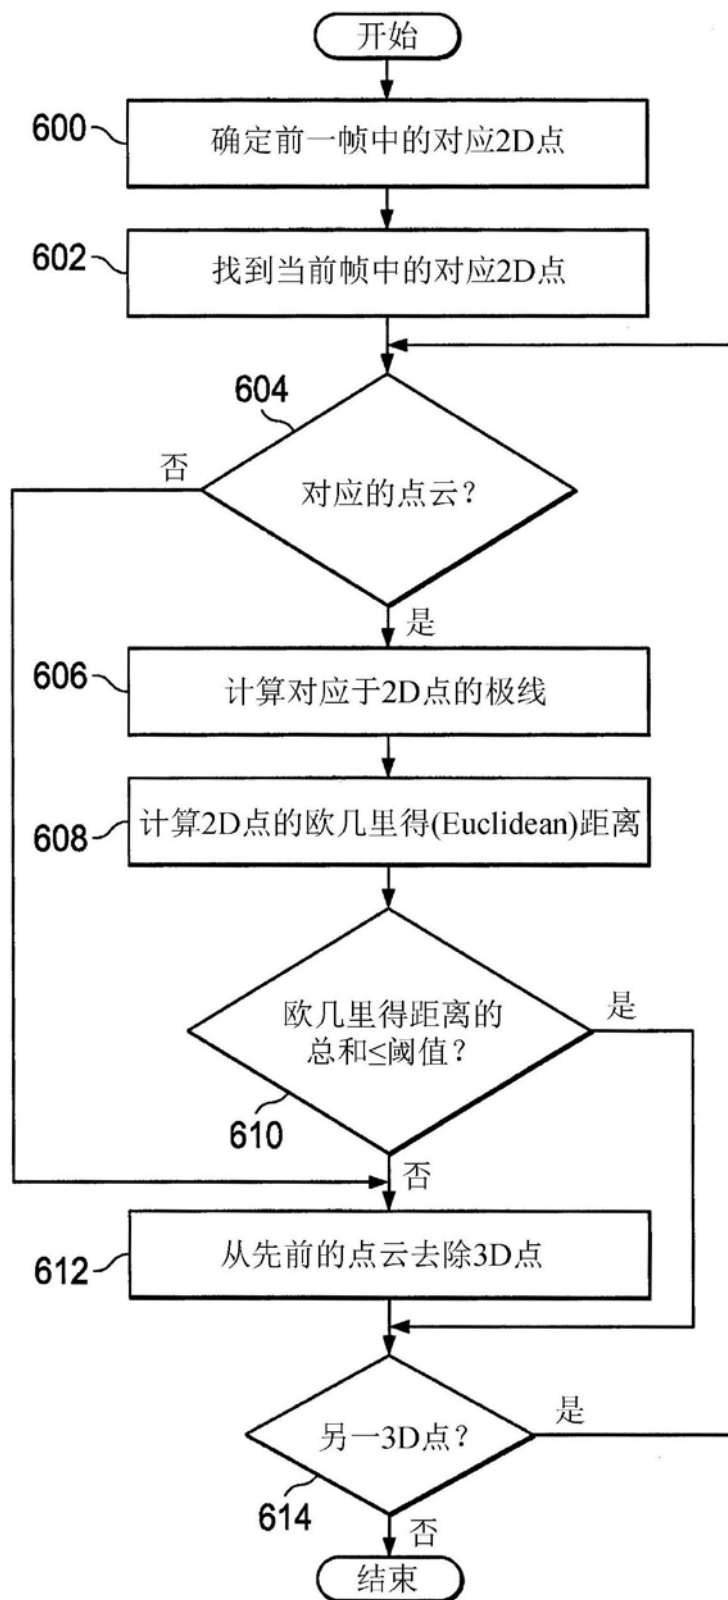 开始
600
确定前一帧中的对应2D点
602
找到当前帧中的对应2D点
604
否
对应的点云？
是
606
计算对应于2D点的极线
608
计算2D点的欧几里得(Euclidean)距离
欧几里得距离的
总和≤阈值？
是
610
否
612
从先前的点云去除3D点
另一3D点？
是
614
否
结束